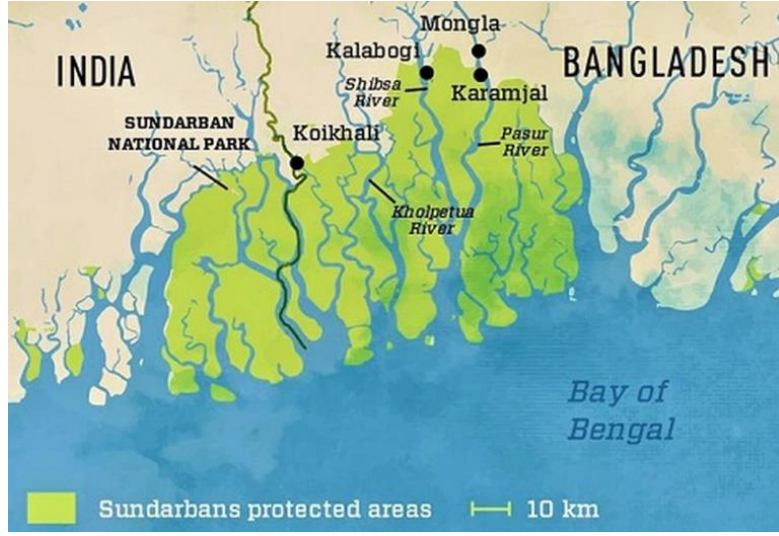 Mongla
Kalabogi
INDIA
BANGLADESH
Shibsa
River
Karamjal
SUNDARBAN
NATIONAL PARK
Koikhali
Pasur
River
Kholpetua
River
Bay of
Bengal
Sundarbans protected areas
10 km